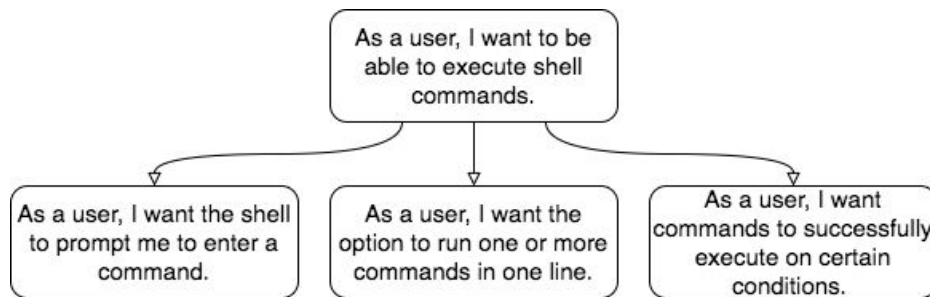 As a user, I want to be
able to execute shell
commands.
As a user, I want the shell
to prompt me to enter a
command.
As a user, I want the
option to run one or more
commands in one line.
As a user, I want
commands to successfully
execute on certain
conditions.